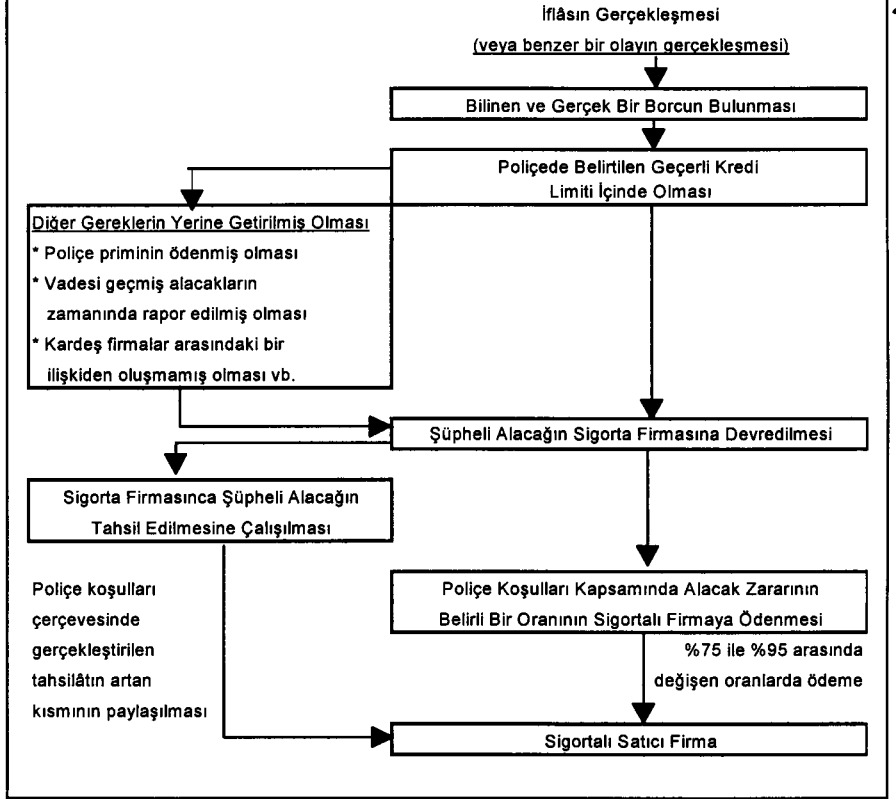 İflâsın Gerçekleşmesi
(veya benzer bir olayın gerçekleşmesi)
Bilinen ve Gerçek Bir Borcun Bulunması
Poliçede Belirtilen Geçerli Kredi
Limiti İçinde Olması
Diğer Gereklerin Yerine Getirilmiş Olması
* Poliçe priminin ödenmiş olması
* Vadesi geçmiş alacakların
zamanında rapor edilmiş olması
* Kardeş firmalar arasındaki bir
ilişkiden oluşmamış olması vb.
Şüpheli Alacağın Sigorta Firmasına Devredilmesi
Sigorta Firmasınca Şüpheli Alacağın
Tahsil Edilmesine Çalışılması
Poliçe koşulları
çerçevesinde
gerçekleştirilen
tahsilâtın artan
kısmının paylaşılması
Poliçe Koşulları Kapsamında Alacak Zararının
Belirli Bir Oranının Sigortalı Firmaya Ödenmesi
%75 ile %95 arasında
değişen oranlarda ödeme
Sigortalı Satıcı Firma